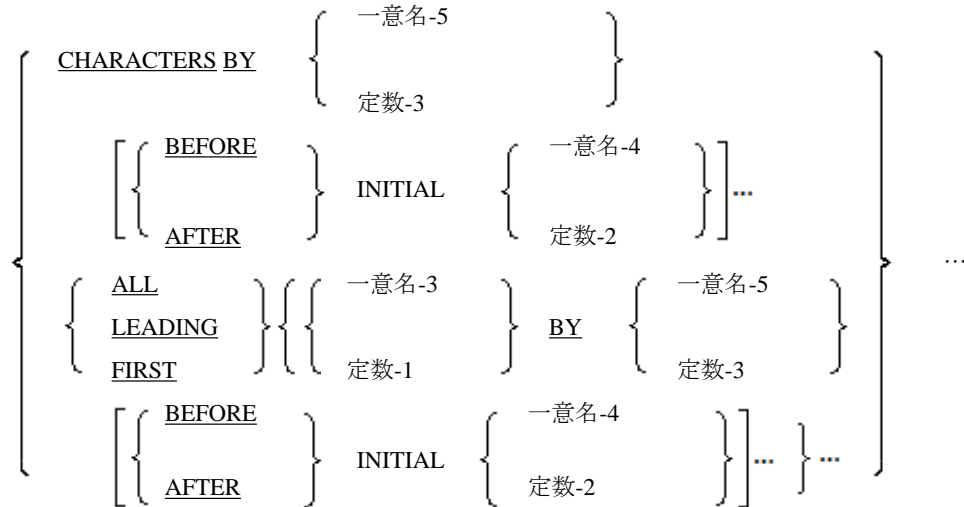 一意名-5
CHARACTERS BY
定数-3
BEFORE 一意名-4
INITIAL
AFTER 定数-2
…
ALL 一意名-3 一意名-5
LEADING BY
FIRST 定数-1 定数-3
BEFORE 一意名-4
INITIAL
AFTER 定数-2